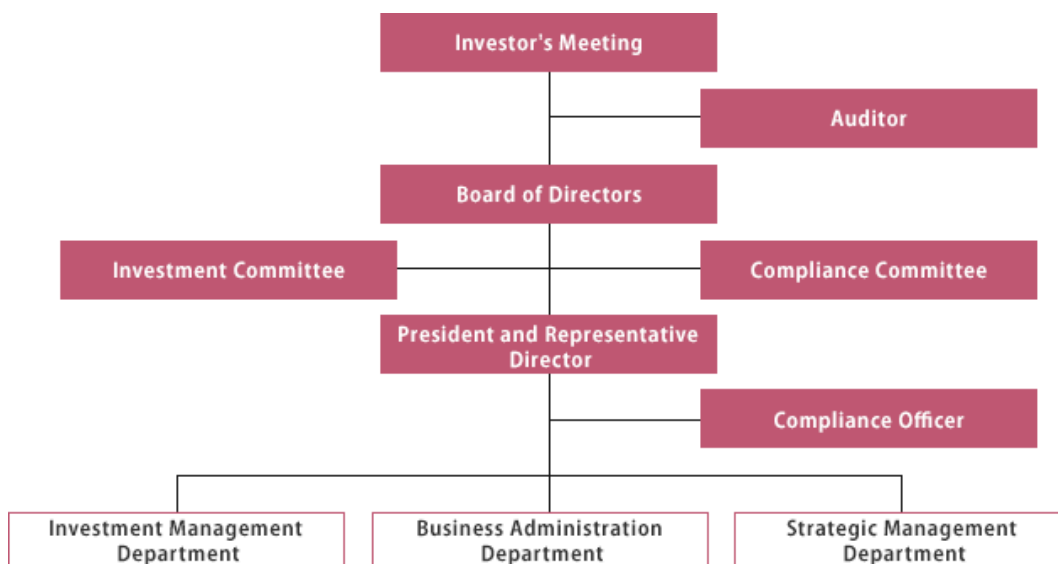 Investor's Meeting
Auditor
Board of Directors
Investment Committee
Compliance Committee
President and Representative
Director
Compliance Officer
Investment Management
Department
Business Administration
Department
Strategic Management
Department